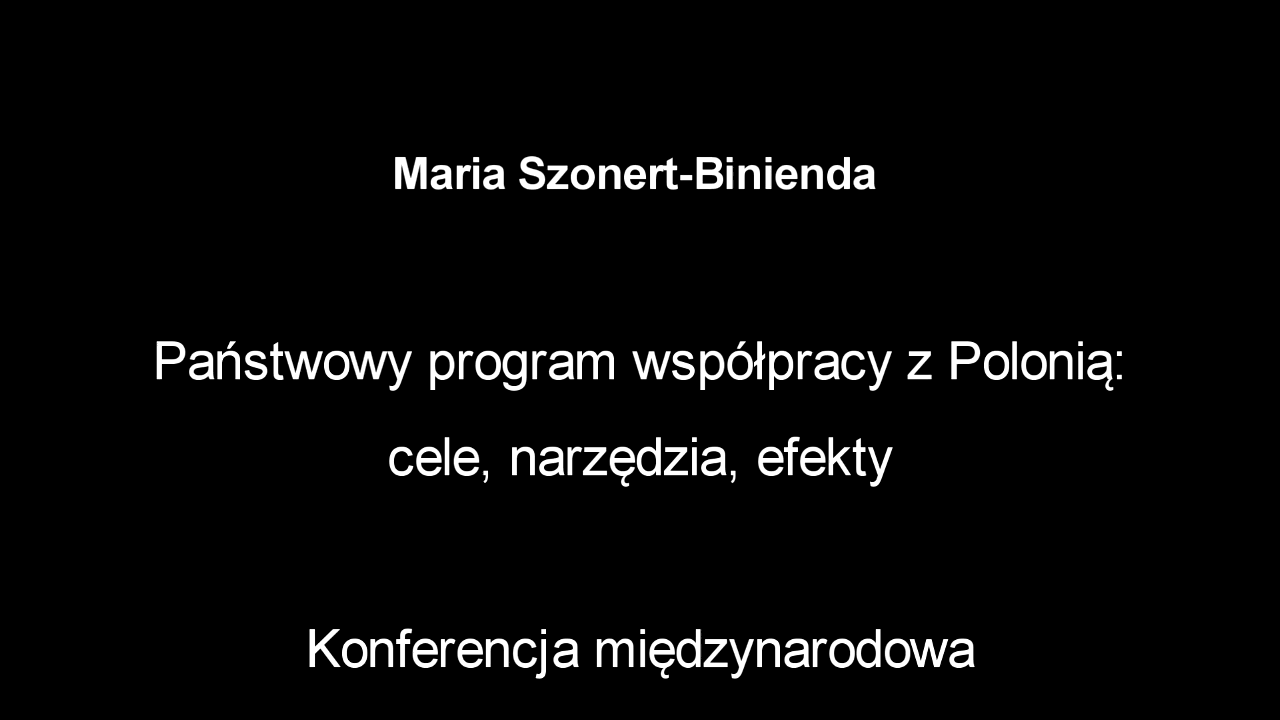 Maria Szonert-Binienda
Państwowy program współpracy z Polonią:
cele, narzędzia, efekty
Konferencja międzynarodowa